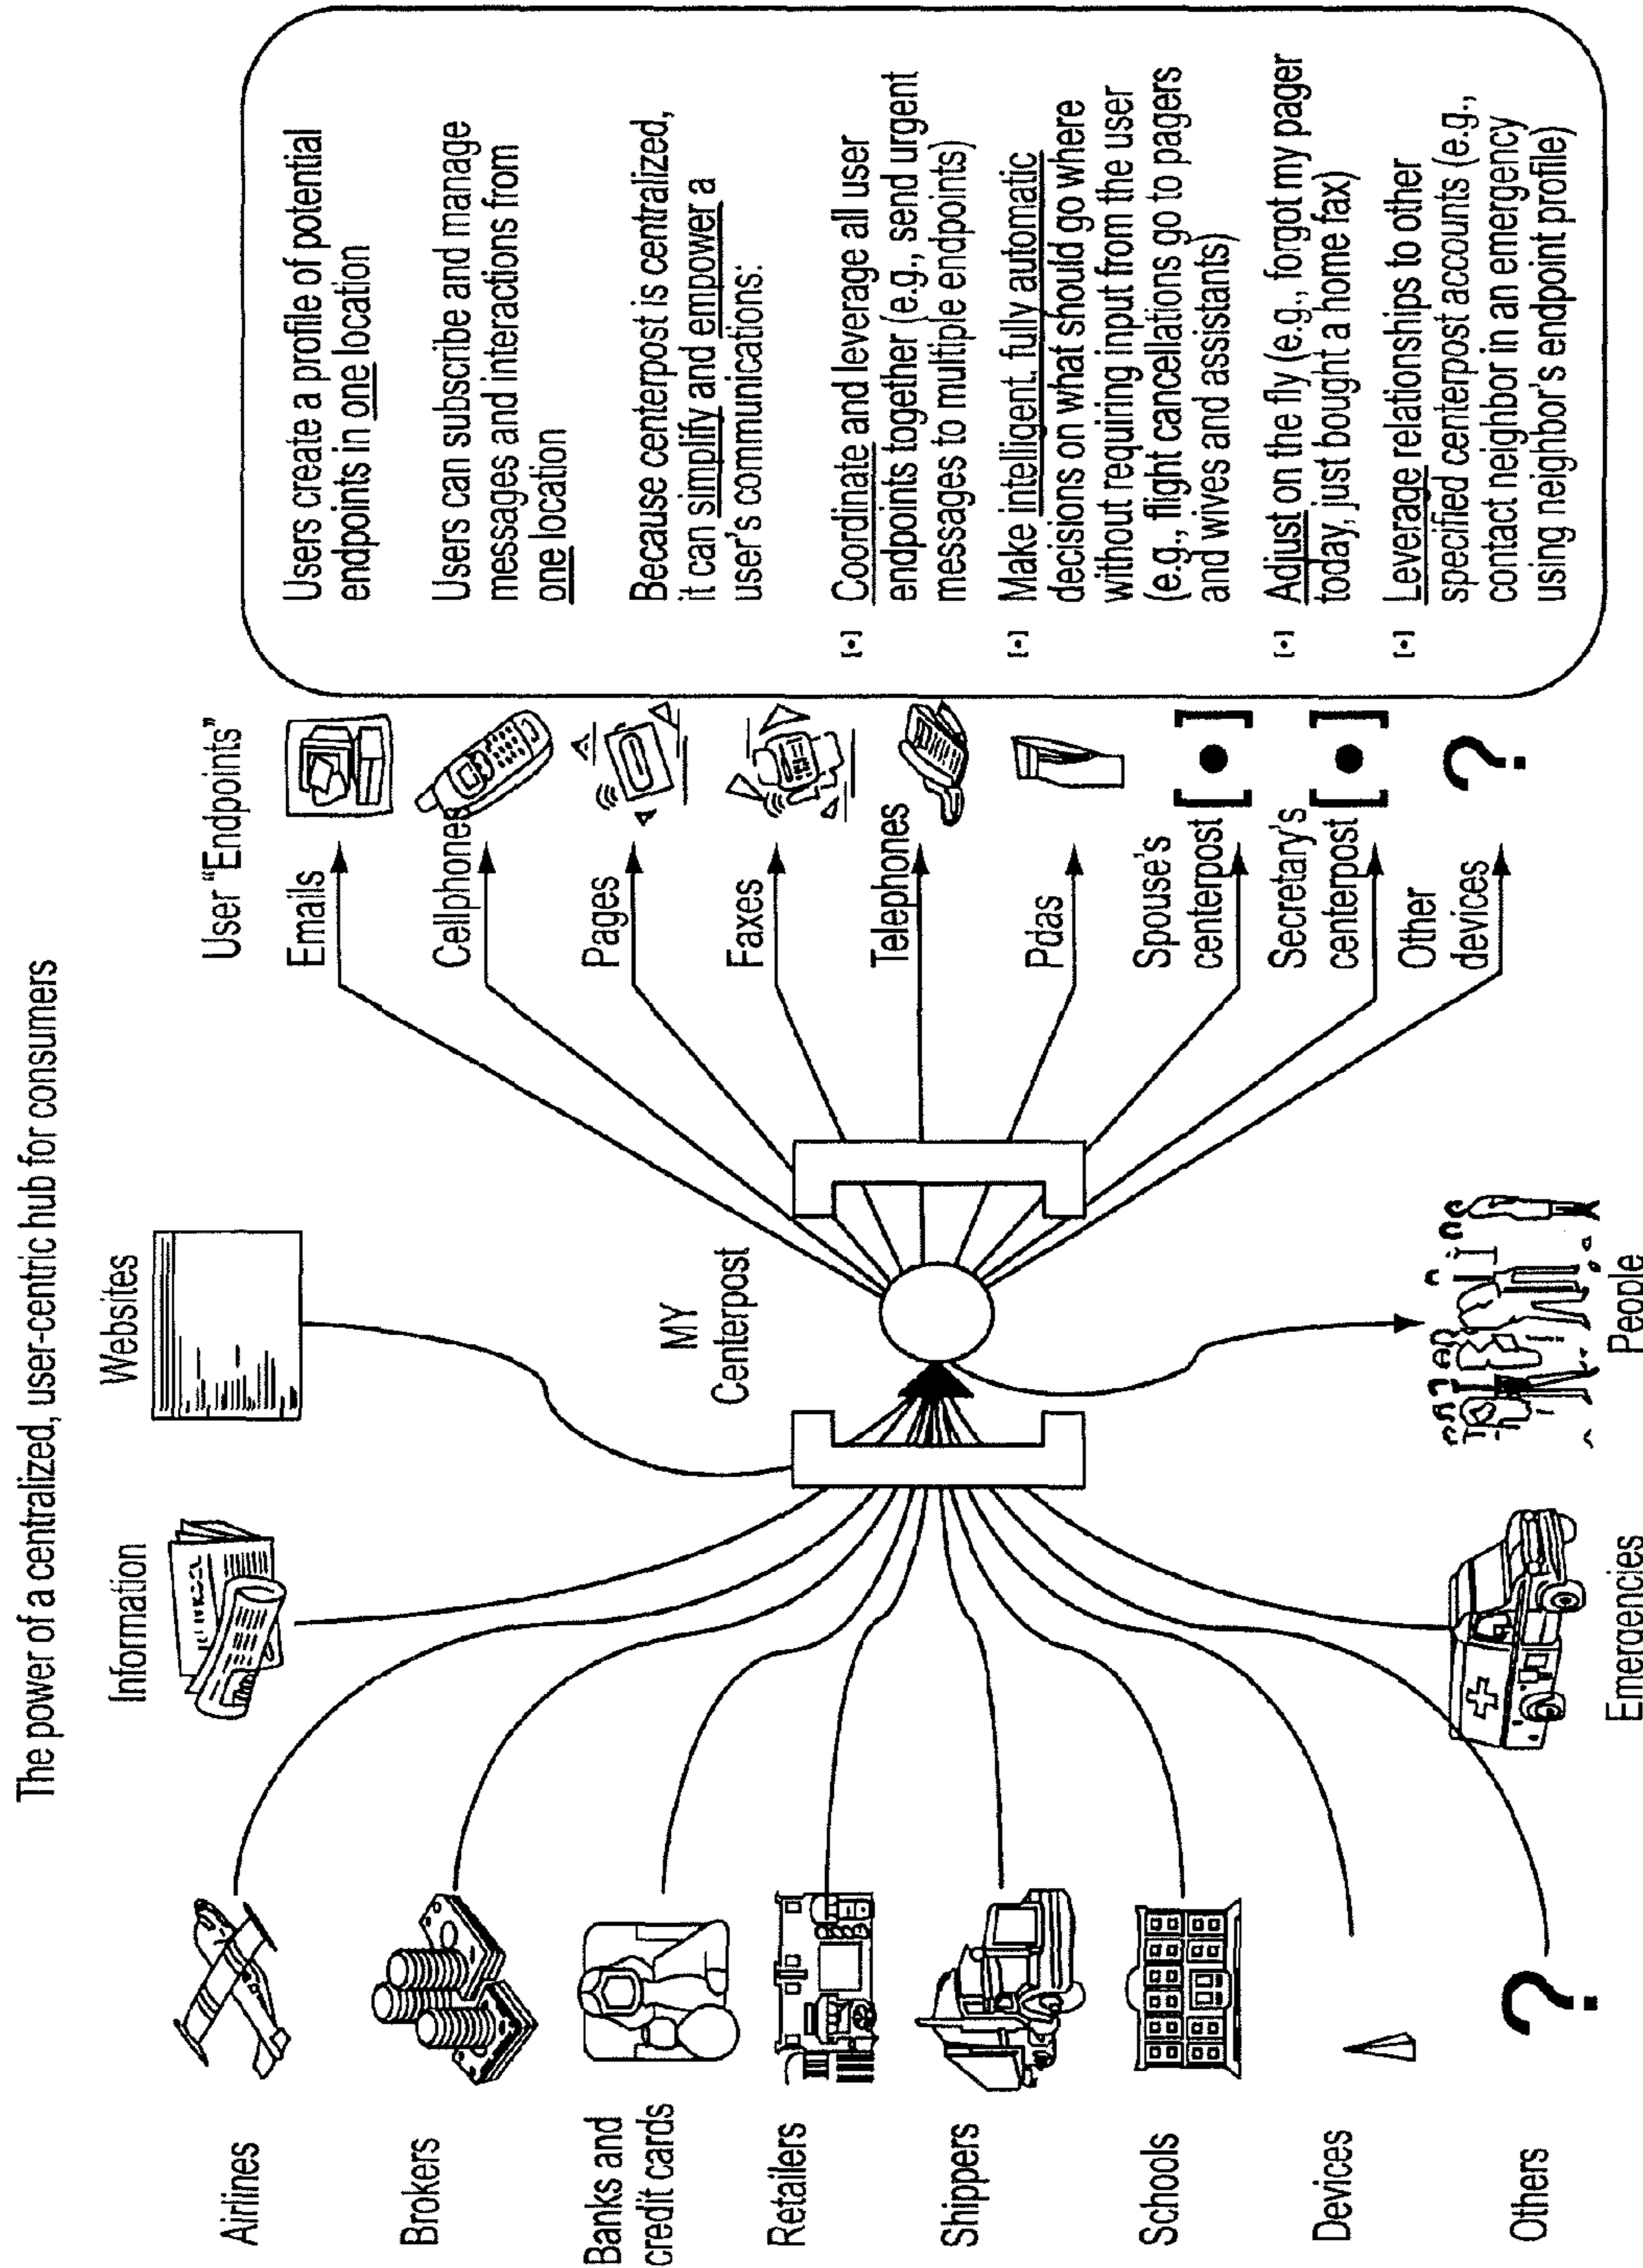 The power of a centralized, user-centric hub for consumers
Airlines
Brokers
Banks and
credit cards
Retailers
Shippers
Schools
Devices
Others
Information
Emergencies
Websites
People
MY
Centerpost
User “Endpoints”
Emails
Cellphones
Pages
Faxes
Telephones
Pdas
Spouse's
centerpost
Secretary's
centerpost
Other
devices
Users create a profile of potential
endpoints in one location
Users can subscribe and manage
messages and interactions from
one location
Because centerpost is centralized,
it can simplify and empower a
user's communications:
[•] Coordinate and leverage all user
endpoints together (e.g., send urgent
messages to multiple endpoints)
[•] Make intelligent, fully automatic
decisions on what should go where
without requiring input from the user
(e.g., flight cancellations go to pagers
and wives and assistants)
[•] Adjust on the fly (e.g., forgot my pager
today, just bought a home fax)
[•] Leverage relationships to other
specified centerpost accounts (e.g.,
contact neighbor in an emergency
using neighbor's endpoint profile)